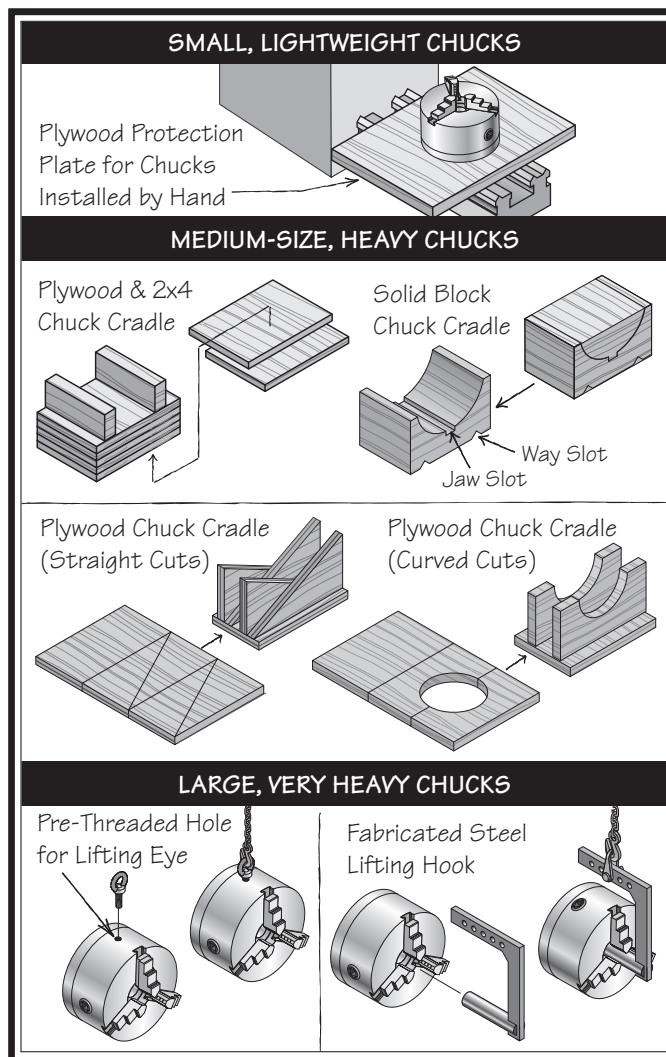 SMALL, LIGHTWEIGHT CHUCKS
Plywood Protection
Plate for Chucks
Installed by Hand
MEDIUM-SIZE, HEAVY CHUCKS
Plywood & 2x4
Chuck Cradle
Solid Block
Chuck Cradle
Way Slot
Jaw Slot
Plywood Chuck Cradle
(Straight Cuts)
Plywood Chuck Cradle
(Curved Cuts)
LARGE, VERY HEAVY CHUCKS
Pre-Threaded Hole
for Lifting Eye
Fabricated Steel
Lifting Hook